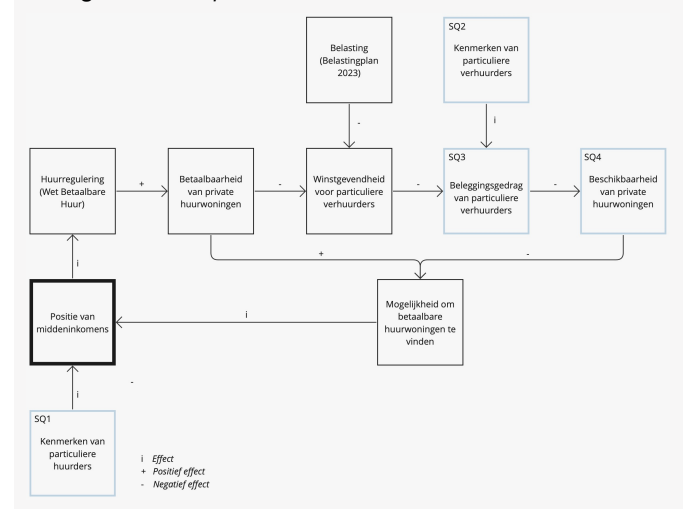 Belasting
(Belastingplan
2023)
SQ2
Kenmerken van
particuliere
verhuurders
-
i
Huurregulering
(Wet Betaalbare
Huur)
+
Betaalbaarheid
van private
huurwoningen
-
Winstgevendheid
voor particuliere
verhuurders
-
SQ3
Beleggingsgedrag
van particuliere
verhuurders
-
SQ4
Beschikbaarheid
van private
huurwoningen
+
-
i
Positie van
middeninkomens
i
Mogelijkheid om
betaalbare
huurwoningen te
vinden
-
i
SQ1
Kenmerken van
particuliere
huurders
i Effect
+ Positief effect
- Negatief effect